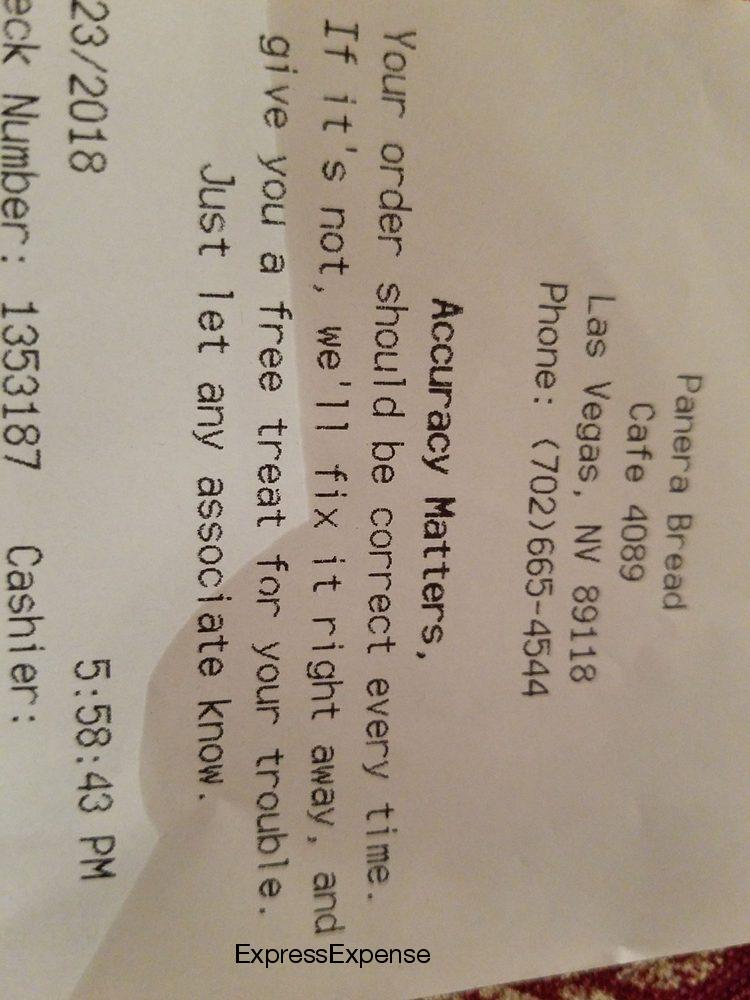 Panera Bread
Cafe 4089
Las Vegas, NV 89118
Phone: (702)665-4544
Accuracy Matters,
Your order should be correct every time.
If it's not, we'll fix it right away, and
give you a free treat for your trouble.
Just let any associate know.
23/2018 5:58:43 PM
eck Number: 1353187 Cashier:
ExpressExpense